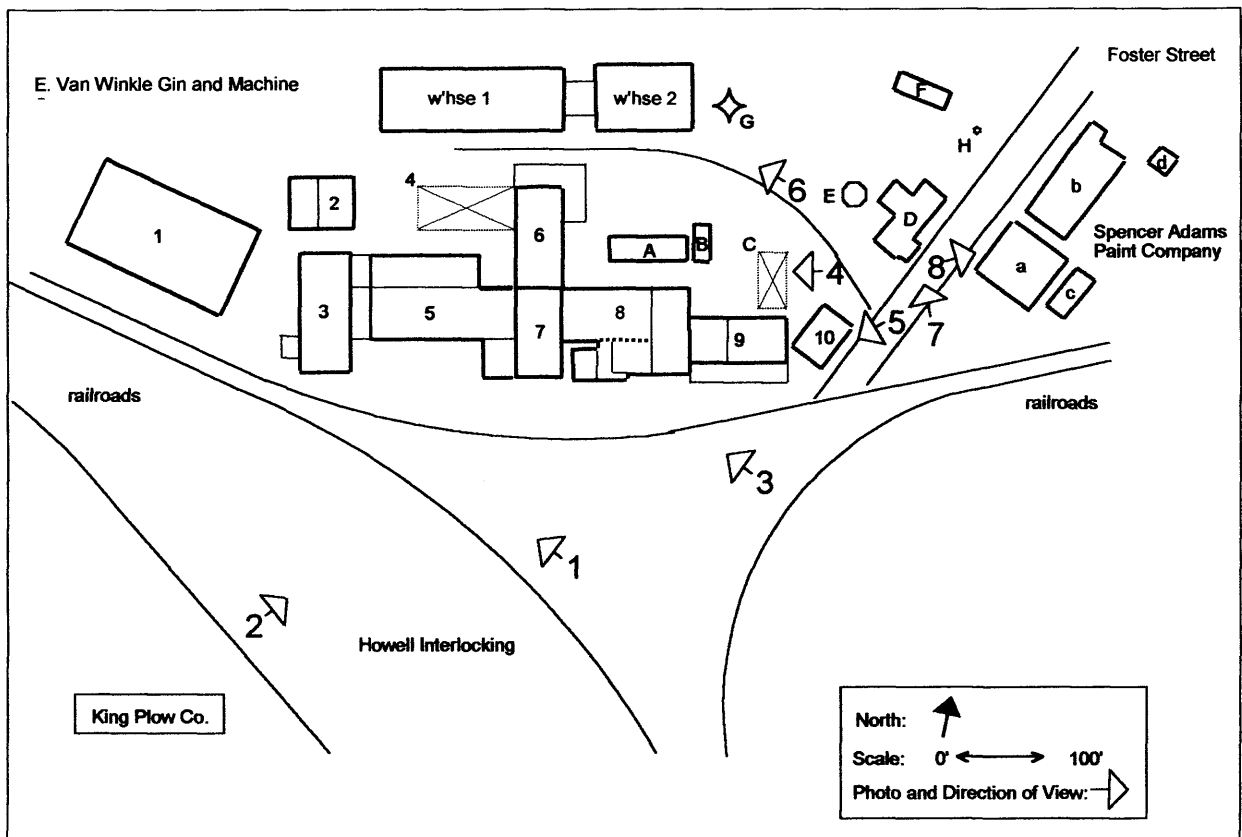 Foster Street
E. Van Winkle Gin and Machine
w'hse 1
w'hse 2
G
F
H
d
b
4
2
6
E
6
D
1
Spencer Adams
Paint Company
A
B
C
4
8
a
c
3
5
7
8
9
10
5
7
railroads
railroads
3
1
2
Howell Interlocking
King Plow Co.
North:
Scale: 0' 100'
Photo and Direction of View: